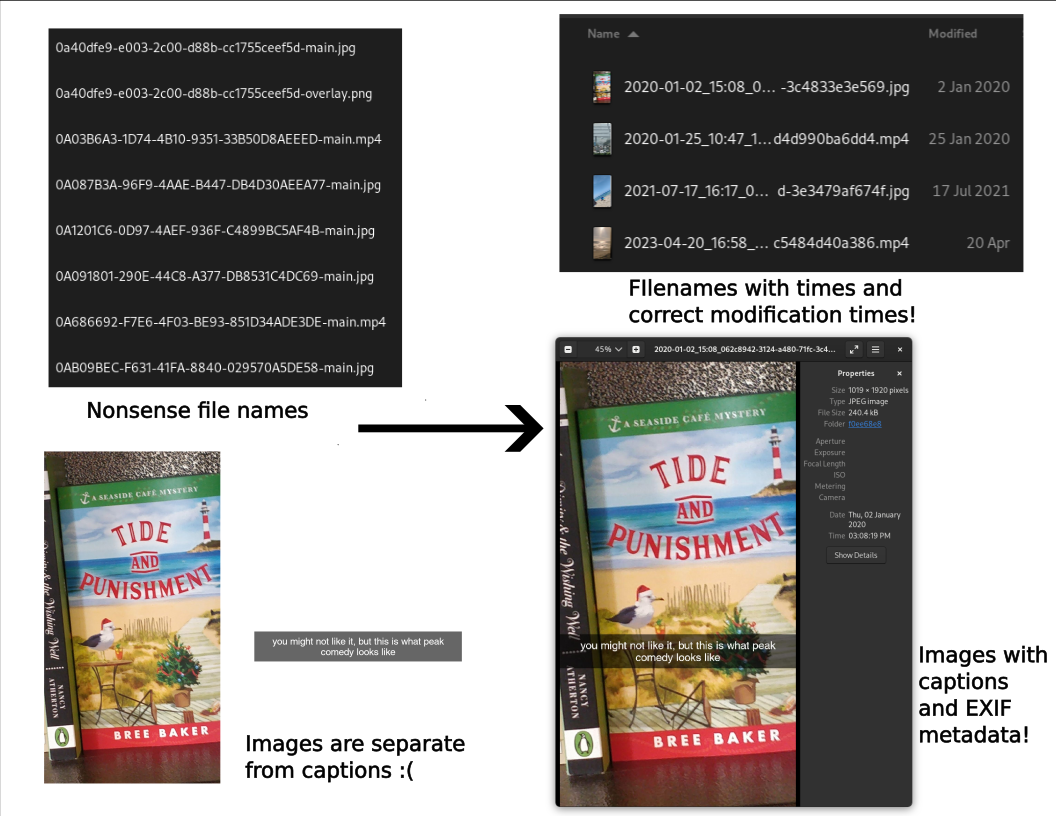 0a40dfe9-e003-2c00-d88b-cc1755ceef5d-main.jpg
0a40dfe9-e003-2c00-d88b-cc1755ceef5d-overlay.png
0A03B6A3-1D74-4B10-9351-33B50D8AEEED-main.mp4
0A087B3A-96F9-4AAE-B447-DB4D30AEEA77-main.jpg
0A1201C6-0D97-4AEF-936F-C4899BC5AF4B-main.jpg
0A091801-290E-44C8-A377-DB8531C4DC69-main.jpg
0A686692-F7E6-4F03-BE93-851D34ADE3DE-main.mp4
0AB09BEC-F631-41FA-8840-029570A5DE58-main.jpg
Nonsense file names
A SEASIDE CAFÉ MYSTERY
TIDE
AND
PUNISHMENT
BREE BAKER
& the Wishing Well
NANCY
ATHERTON
you might not like it, but this is what peak
comedy looks like
Images are separate
from captions :(
Name Modified
2020-01-02_15:08_0... -3c4833e3e569.jpg 2 Jan 2020
2020-01-25_10:47_1... d4d990ba6dd4.mp4 25 Jan 2020
2021-07-17_16:17_0... d-3e3479af674f.jpg 17 Jul 2021
2023-04-20_16:58_... c5484d40a386.mp4 20 Apr
FIlenames with times and
correct modification times!
45% 2020-01-02_15:08_062c8942-3124-a480-71fc-3c4...
A SEASIDE CAFÉ MYSTERY
TIDE
AND
PUNISHMENT
& the Wishing Well
you might not like it, but this is what peak
comedy looks like
NANCY
ATHERTON
BREE BAKER
Properties
Size 1019 × 1920 pixels
Type JPEG image
File Size 240.4 kB
Folder f0ee68e8
Aperture
Exposure
Focal Length
ISO
Metering
Camera
Date Thu, 02 January
2020
Time 03:08:19 PM
Show Details
Images with
captions
and EXIF
metadata!